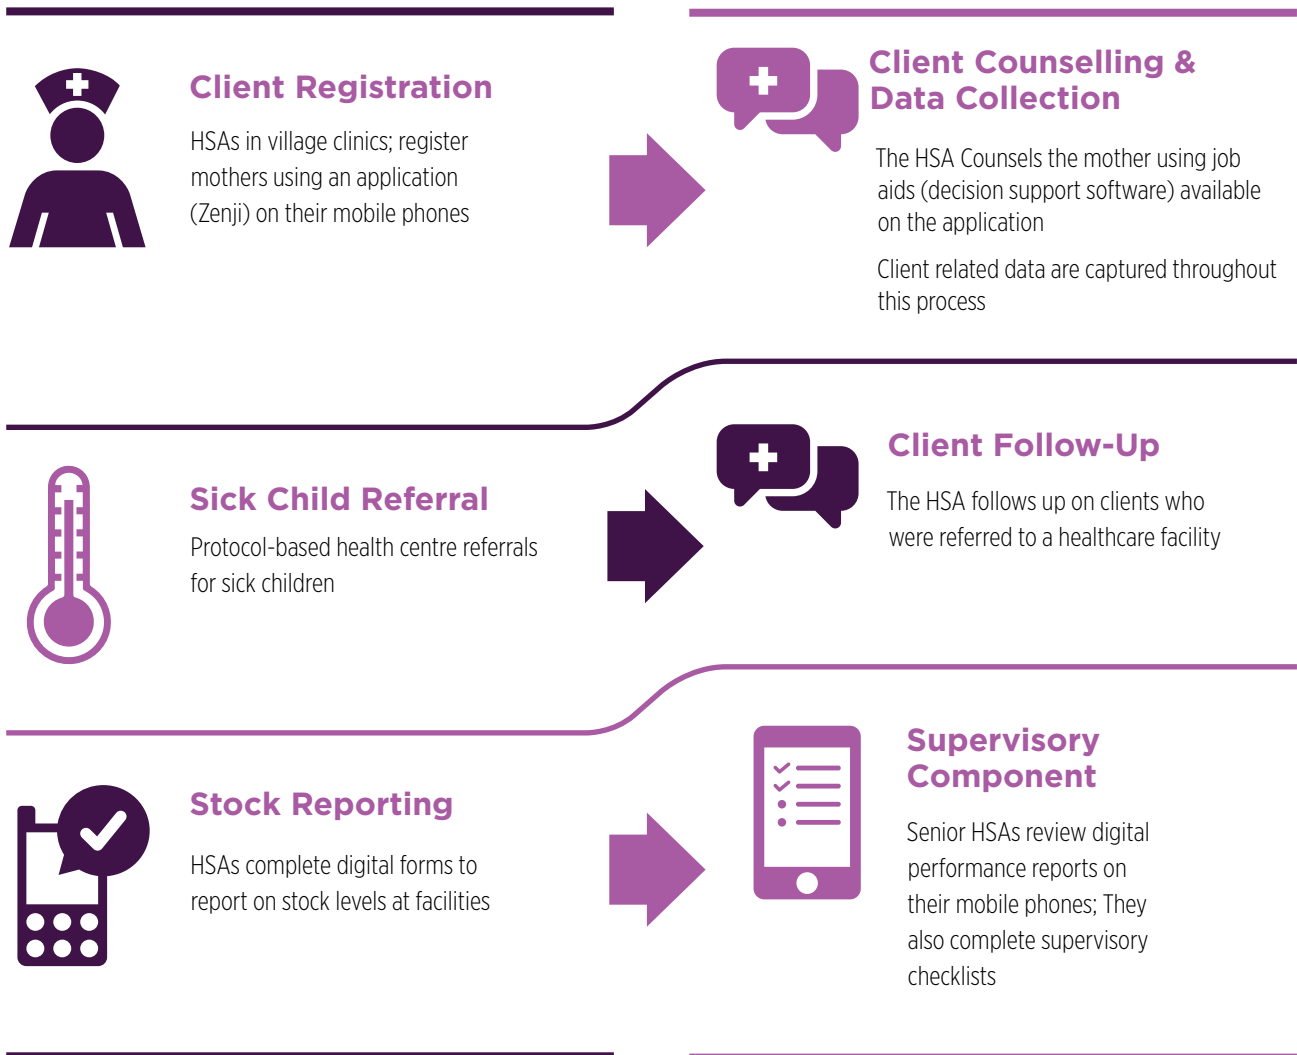 Client Registration
HSAs in village clinics; register
mothers using an application
(Zenji) on their mobile phones
Client Counselling &
Data Collection
The HSA Counsels the mother using job
aids (decision support software) available
on the application
Client related data are captured throughout
this process
Sick Child Referral
Protocol-based health centre referrals
for sick children
Client Follow-Up
The HSA follows up on clients who
were referred to a healthcare facility
Stock Reporting
HSAs complete digital forms to
report on stock levels at facilities
Supervisory
Component
Senior HSAs review digital
performance reports on
their mobile phones; They
also complete supervisory
checklists